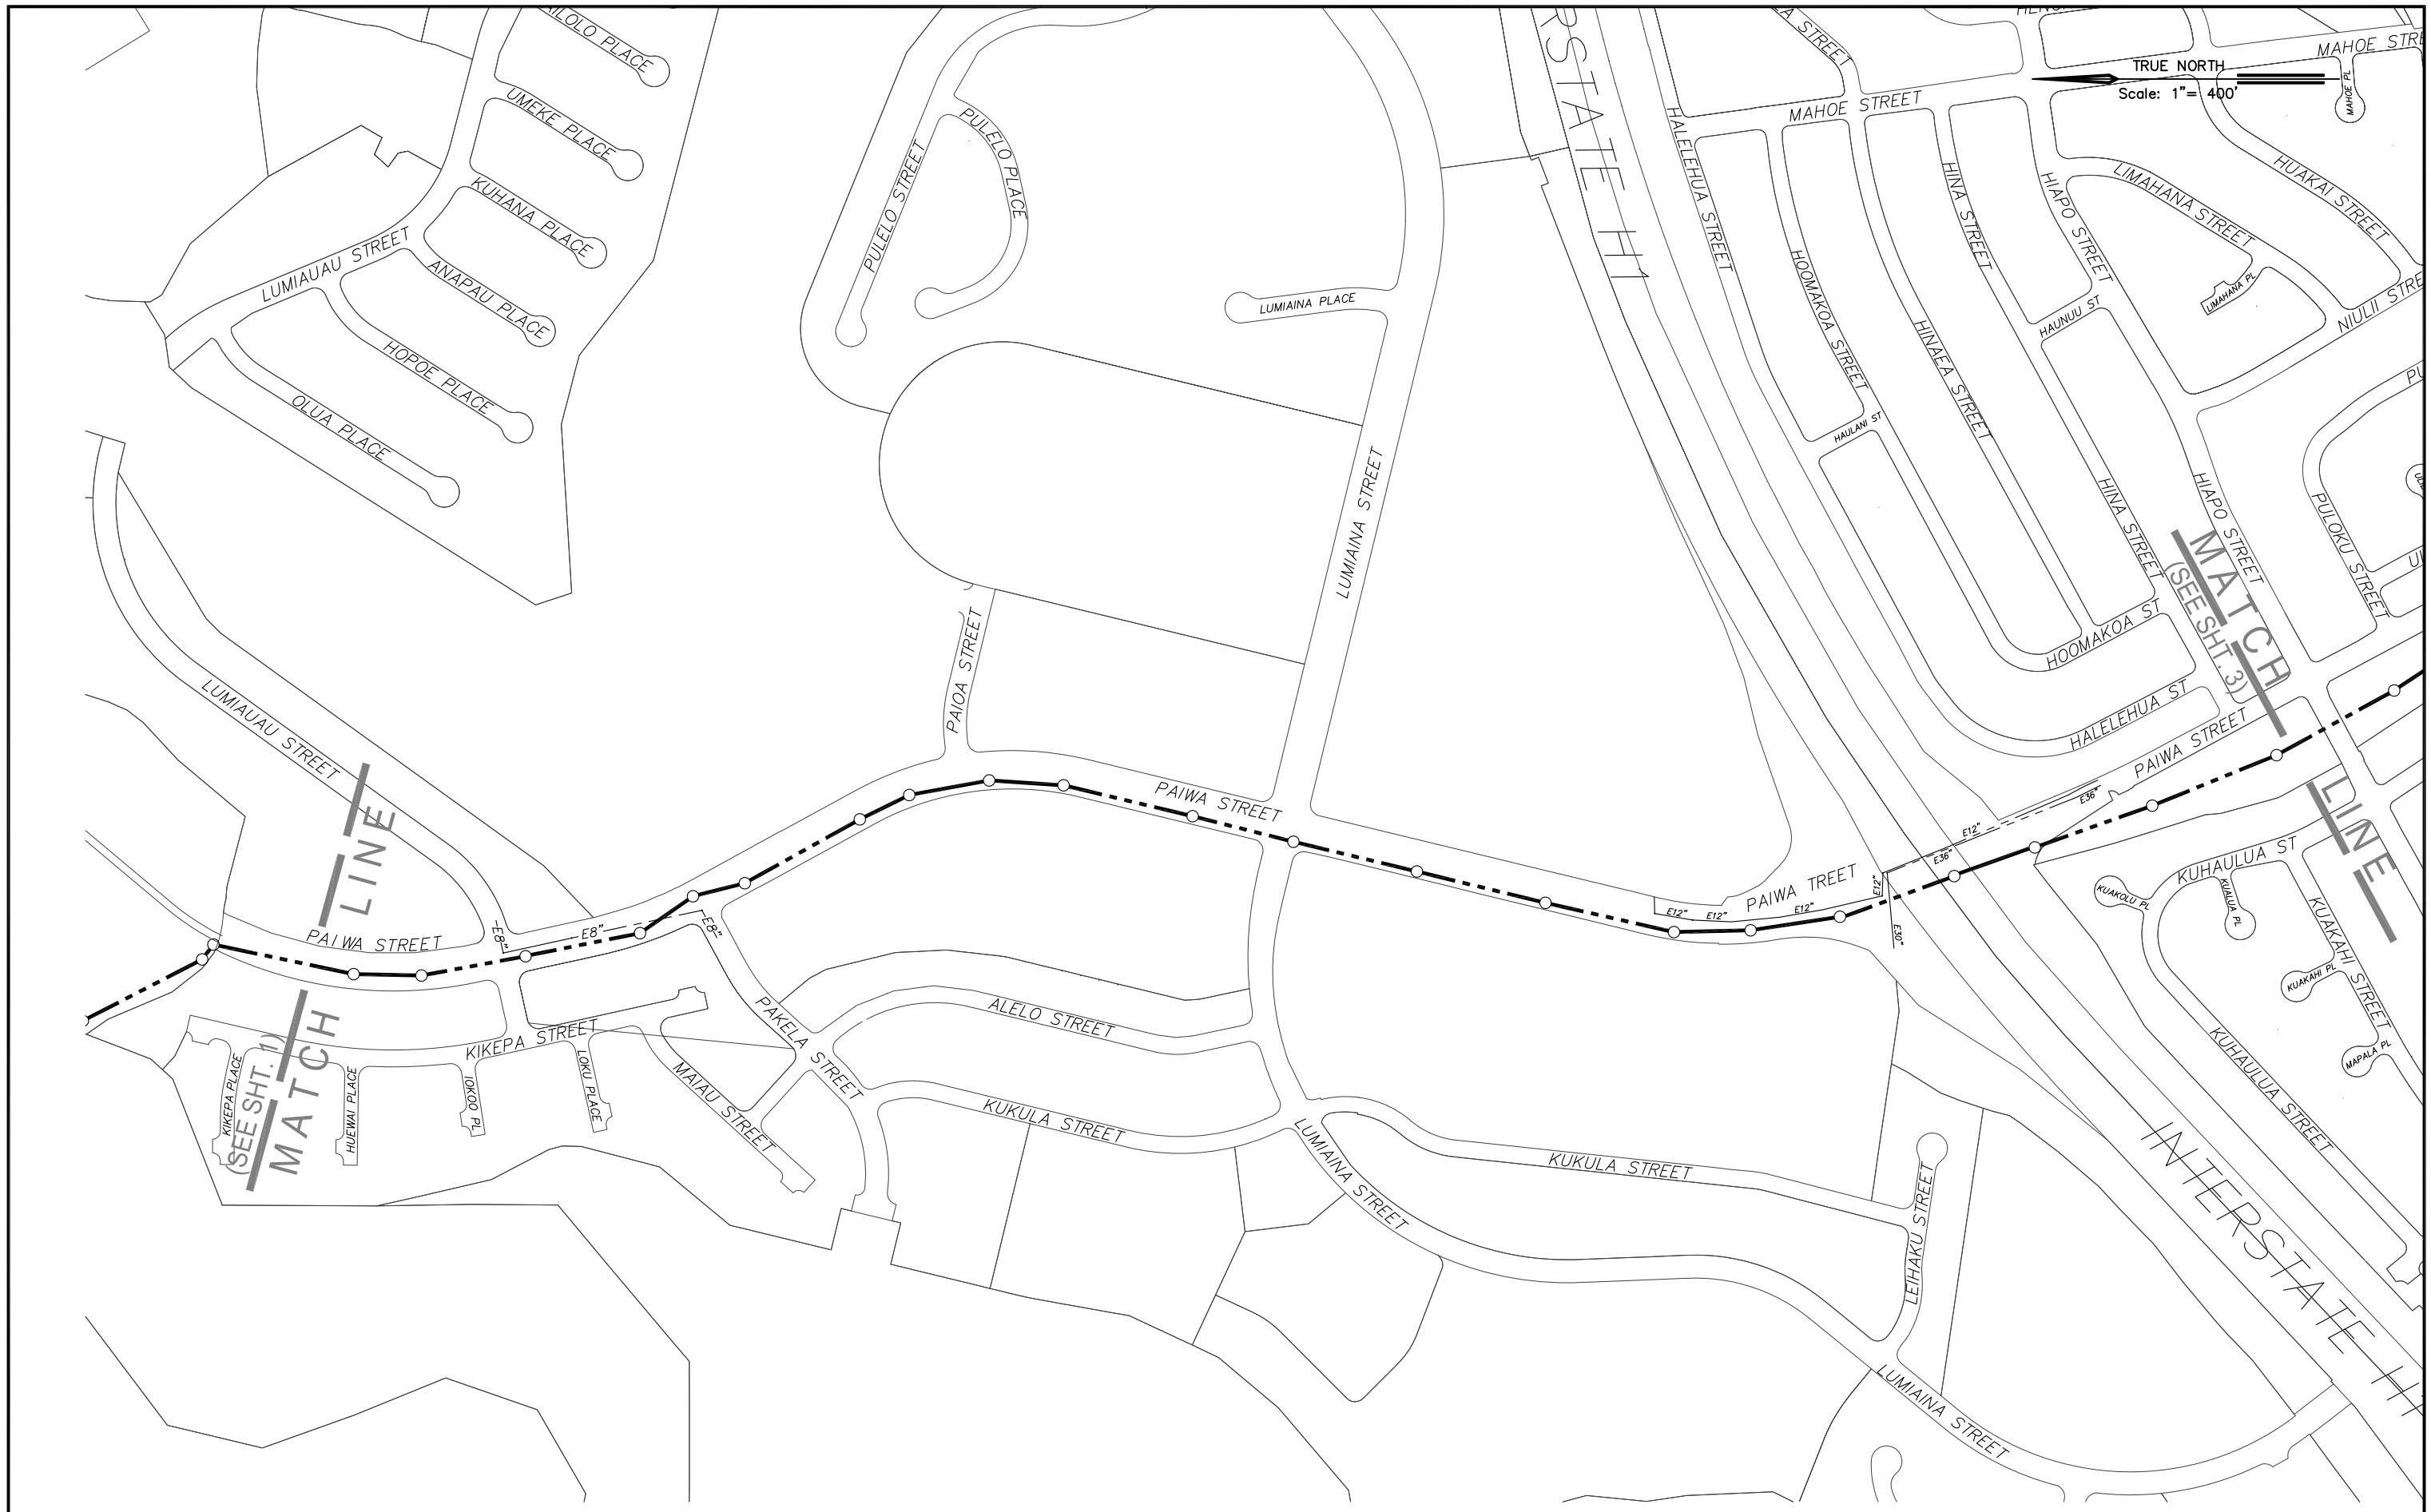 UMEKE PLACE
KUHANA PLACE
LUMIAUAU STREET
ANAPAU PLACE
HOPOE PLACE
OLUA PLACE
PULELO STREET
PULELO PLACE
LUMIAINA PLACE
LUMIAINA STREET
MAHOE STREET
TRUE NORTH
Scale: 1"= 400'
MAHOE PL
MAHOE STREET
HALELEHUA STREET
HOOMAKOA STREET
HINAEA STREET
HINA STREET
HIAPO STREET
LIMAHANA STREET
HUAKAI STREET
LIMAHANA PL
HAUNUU ST
HAULANI ST
HINA STREET
HIAPO STREET
PULOKU STREET
HOOMAKOA ST
HALELEHUA ST
PAIWA STREET
MATCH
(SEE SHT. 3)
LINE
LUMIAUAU STREET
LINE
PAIWA STREET
E8"
E8"
E8"
PAIOA STREET
PAIWA STREET
PAIWA TREET
E12"
E12"
E12"
E12"
E30"
E36"
E12"
E36"
KUHAULUA ST
KUAKOLU PL
KUALUA PL
KUAKAHI STREET
KUAKAHI PL
MAPALA PL
KUHAULUA STREET
(SEE SHT. 1)
MATCH
KIKEPA PLACE
HUEWAI PLACE
KIKEPA STREET
IOKOO PL
LOKU PLACE
MAIAU STREET
PAKELA STREET
ALELO STREET
KUKULA STREET
LUMIAINA STREET
KUKULA STREET
LEIHAKU STREET
LUMIAINA STREET
INTERSTATE